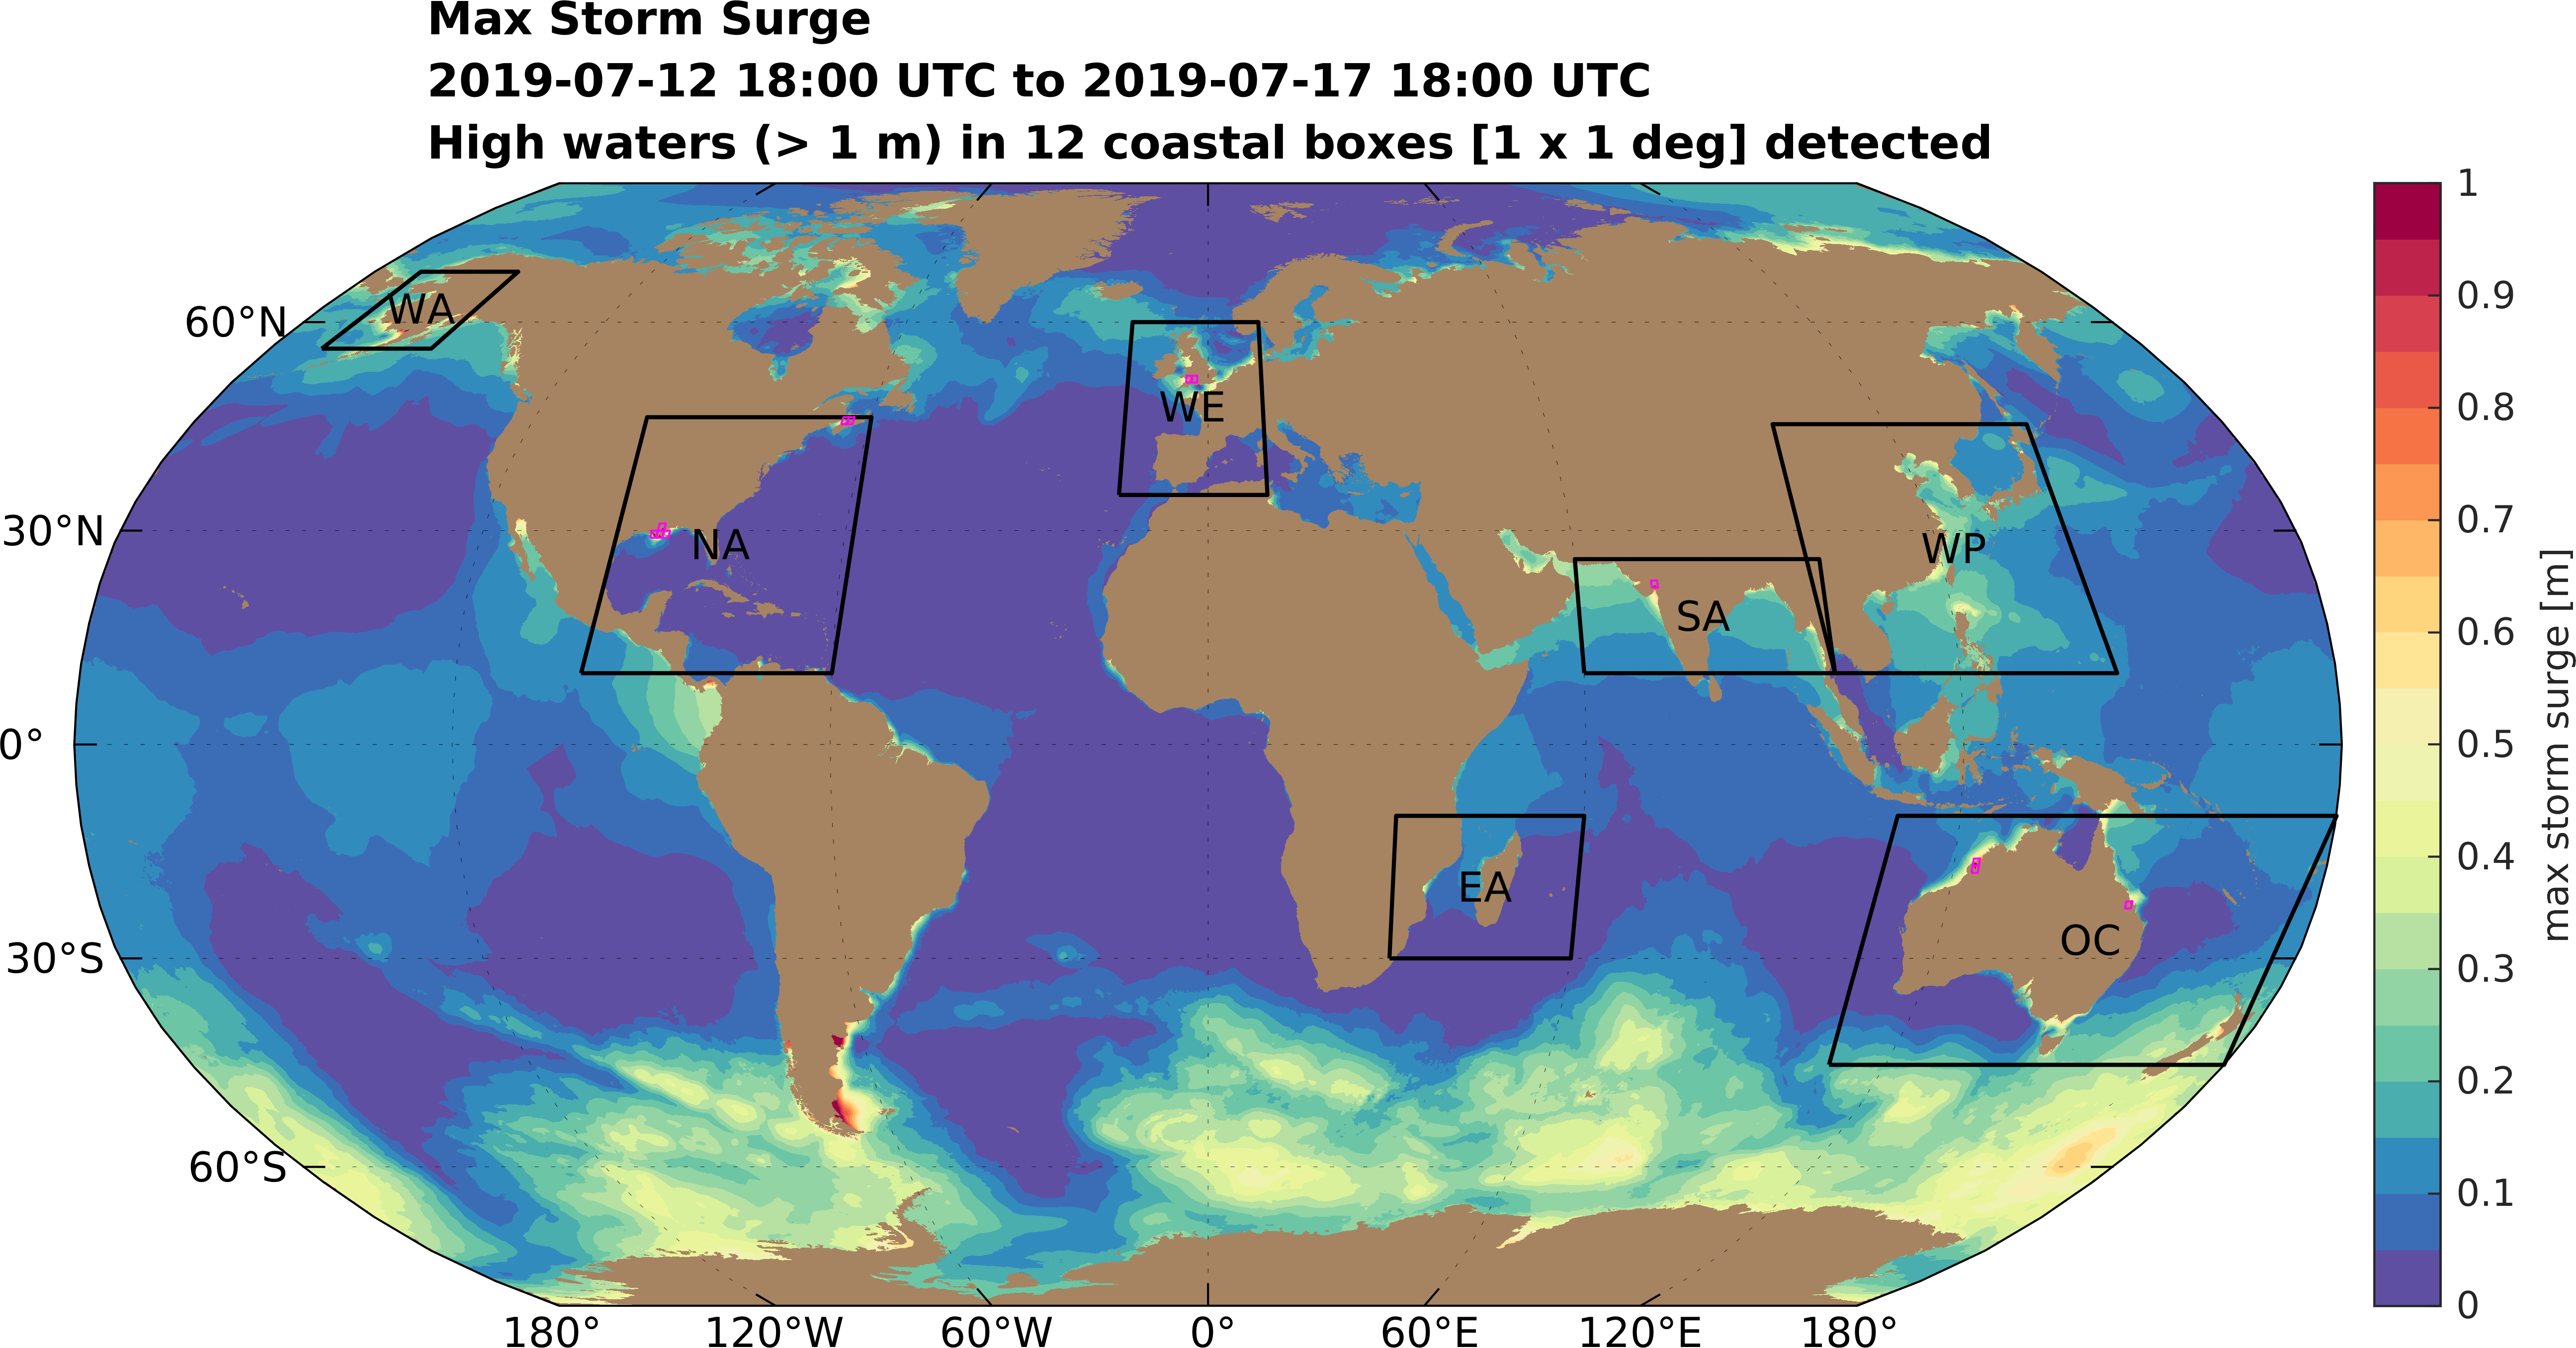 Max Storm Surge
2019-07-12 18:00 UTC to 2019-07-17 18:00 UTC
High waters (> 1 m) in 12 coastal boxes [1 x 1 deg] detected
60°N
30°N
0°
30°S
60°S
WA
NA
WE
SA
WP
EA
OC
180°
120°W
60°W
0°
60°E
120°E
180°
1
0.9
0.8
0.7
0.6
0.5
0.4
0.3
0.2
0.1
0
max storm surge [m]